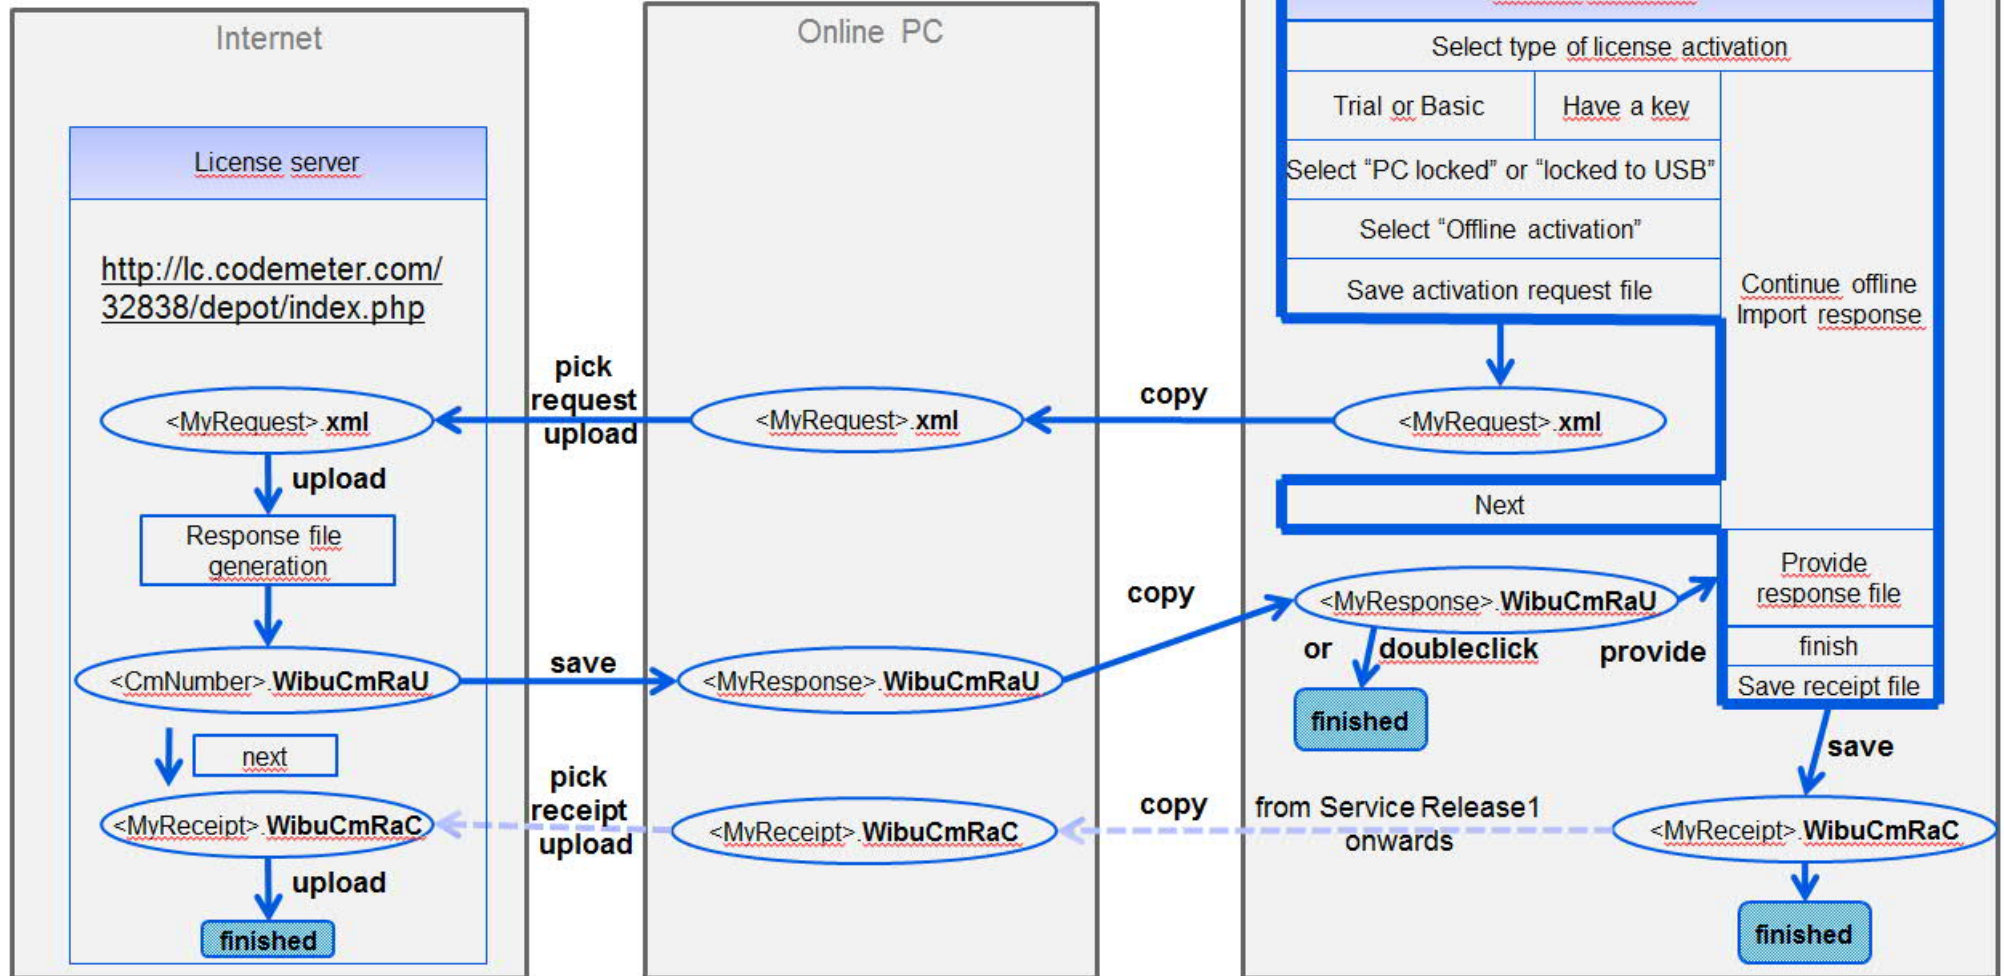 Internet
License server
http://lc.codemeter.com/
32838/depot/index.php
<MyRequest>.xml
upload
Response file
generation
<CmNumber>.WibuCmRaU
next
<MyReceipt>.WibuCmRaC
upload
finished
pick
request
upload
save
pick
receipt
upload
Online PC
<MyRequest>.xml
<MyResponse>.WibuCmRaU
<MyReceipt>.WibuCmRaC
copy
copy
copy
Select type of license activation
Trial or Basic
Have a key
Select “PC locked” or “locked to USB”
Select “Offline activation”
Save activation request file
Continue offline
Import response
<MyRequest>.xml
Next
<MyResponse>.WibuCmRaU
or
doubleclick
provide
finished
Provide
response file
finish
Save receipt file
save
from Service Release1
onwards
<MyReceipt>.WibuCmRaC
finished